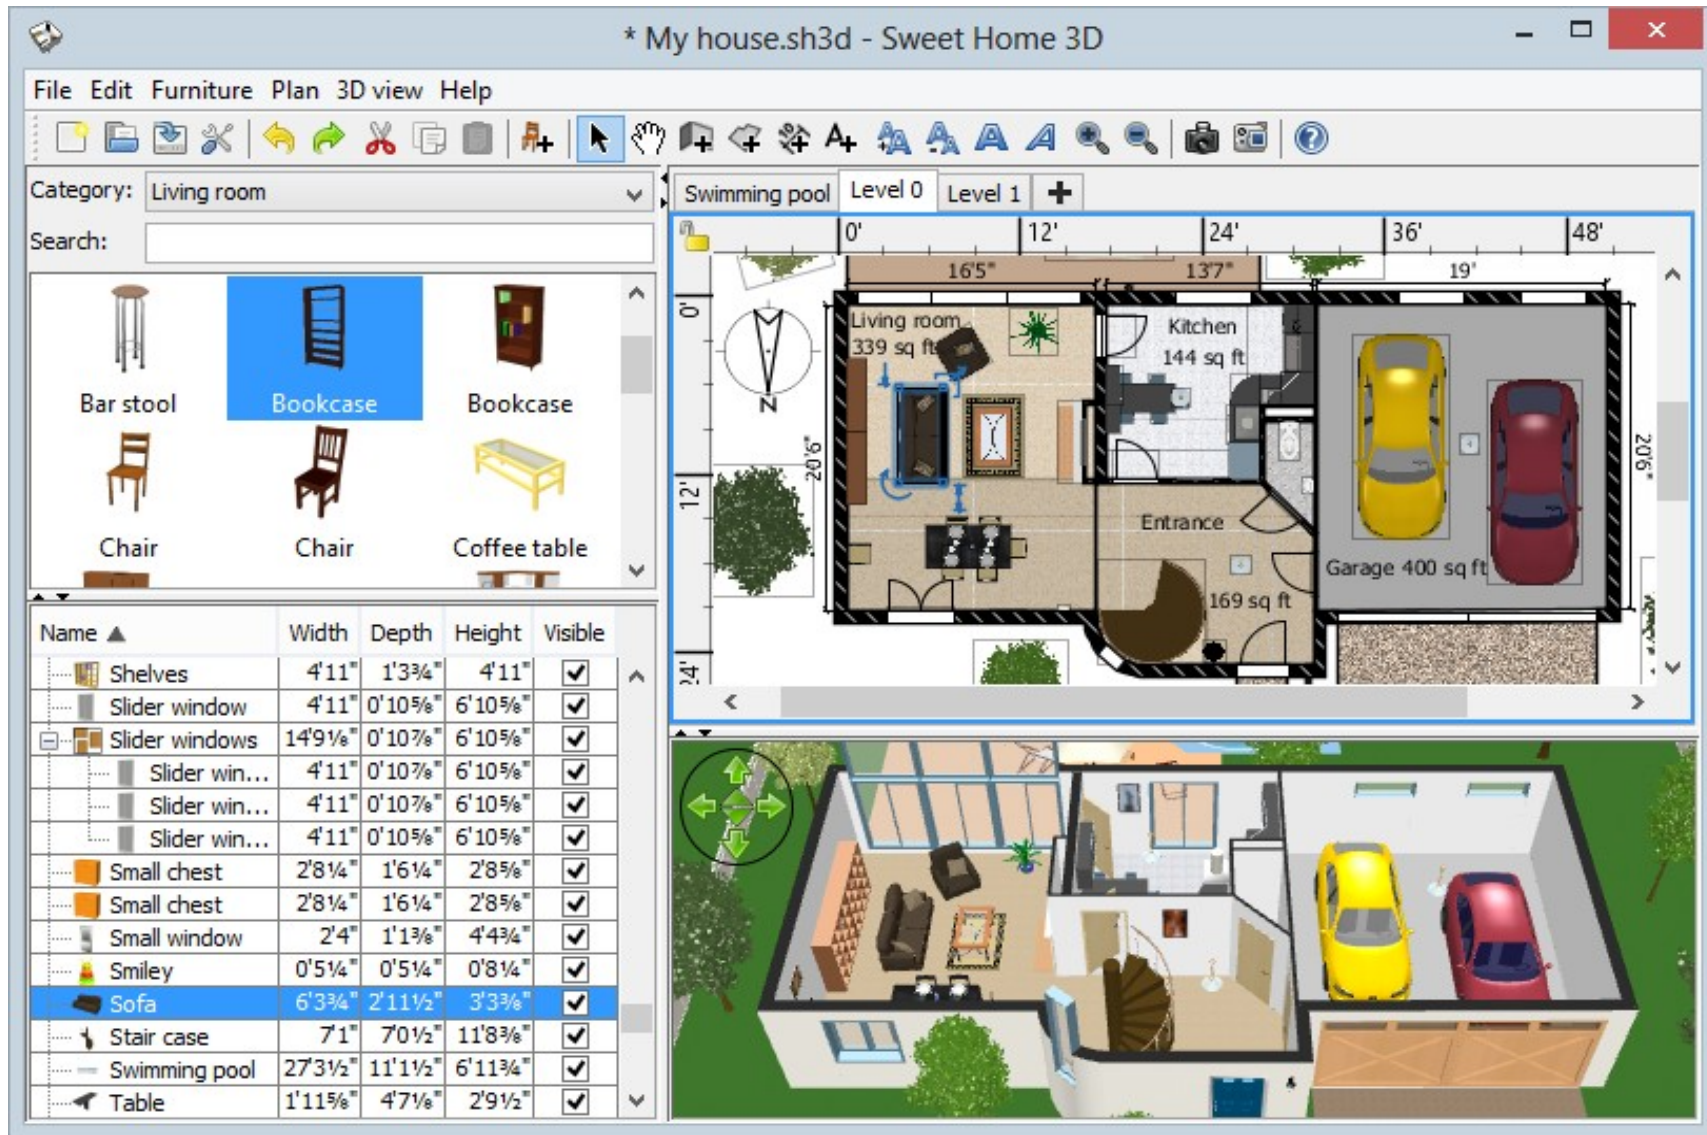 * My house.sh3d - Sweet Home 3D
File Edit Furniture Plan 3D view Help
Category: Living room
Search:
Bar stool Bookcase Bookcase
Chair Chair Coffee table
Name Width Depth Height Visible
Shelves 4'11" 1'3¾" 4'11"
Slider window 4'11" 0'10⅝" 6'10⅝"
Slider windows 14'9⅛" 0'10⅞" 6'10⅝"
Slider win... 4'11" 0'10⅞" 6'10⅝"
Slider win... 4'11" 0'10⅞" 6'10⅝"
Slider win... 4'11" 0'10⅝" 6'10⅝"
Small chest 2'8¼" 1'6¼" 2'8⅝"
Small chest 2'8¼" 1'6¼" 2'8⅝"
Small window 2'4" 1'1⅜" 4'4¾"
Smiley 0'5¼" 0'5¼" 0'8¼"
Sofa 6'3¾" 2'11½" 3'3⅜"
Stair case 7'1" 7'0½" 11'8⅜"
Swimming pool 27'3½" 11'1½" 6'11¾"
Table 1'11⅝" 4'7⅛" 2'9½"
Swimming pool Level 0 Level 1
0' 12' 24' 36' 48'
0'
12'
24'
16'5" 13'7" 19'
Living room
339 sq ft
Kitchen
144 sq ft
N
20'6"
20'6"
Entrance
169 sq ft
Garage 400 sq ft